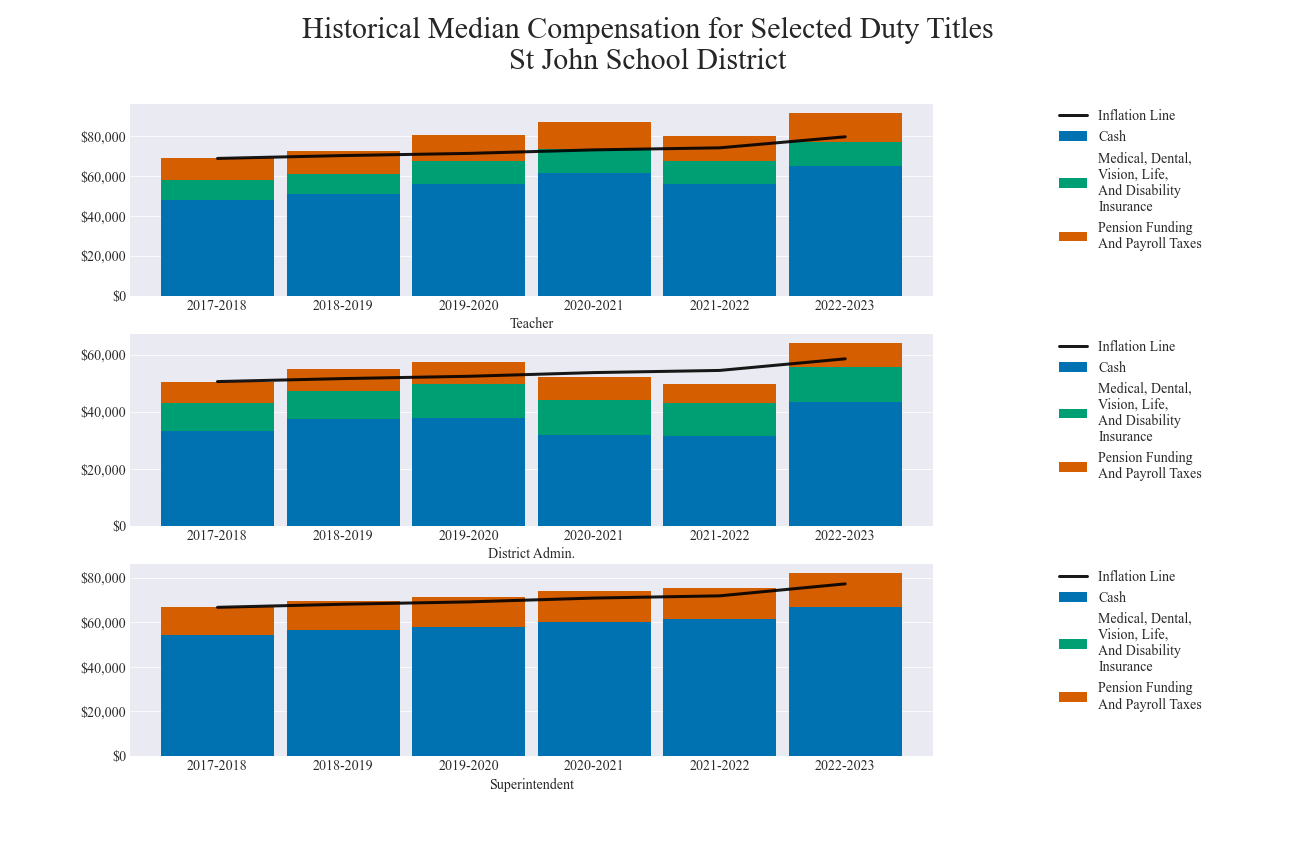 Historical Median Compensation for Selected Duty Titles
St John School District
$80,000
$60,000
$40,000
$20,000
$0
2017-2018 2018-2019 2019-2020 2020-2021 2021-2022 2022-2023
Teacher
Inflation Line
Cash
Medical, Dental,
Vision, Life,
And Disability
Insurance
Pension Funding
And Payroll Taxes
$60,000
$40,000
$20,000
$0
2017-2018 2018-2019 2019-2020 2020-2021 2021-2022 2022-2023
District Admin.
Inflation Line
Cash
Medical, Dental,
Vision, Life,
And Disability
Insurance
Pension Funding
And Payroll Taxes
$80,000
$60,000
$40,000
$20,000
$0
2017-2018 2018-2019 2019-2020 2020-2021 2021-2022 2022-2023
Superintendent
Inflation Line
Cash
Medical, Dental,
Vision, Life,
And Disability
Insurance
Pension Funding
And Payroll Taxes